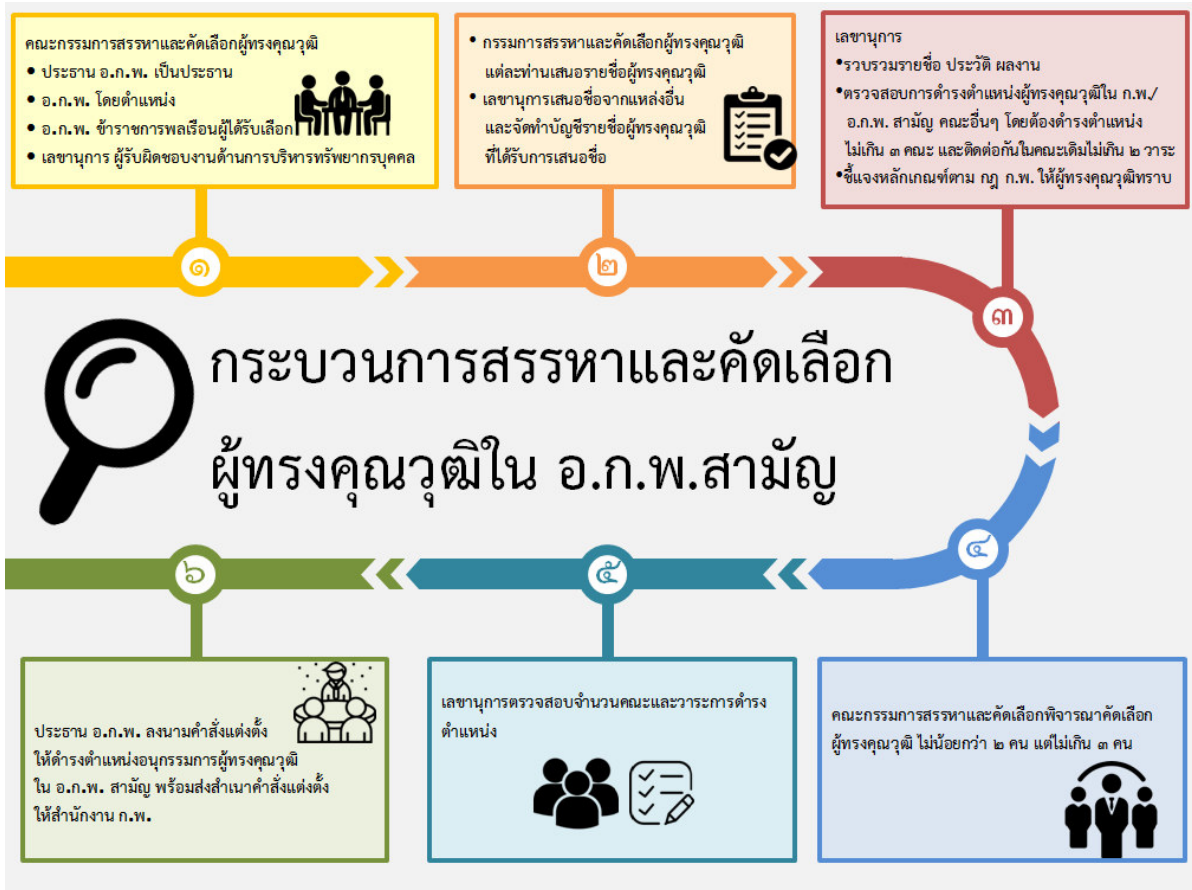 คณะกรรมการสรรหาและคัดเลือกผู้ทรงคุณวุฒิ
• ประธาน อ.ก.พ. เป็นประธาน
• อ.ก.พ. โดยตำแหน่ง
• อ.ก.พ. ข้าราชการพลเรือนผู้ได้รับเลือก
• เลขานุการ ผู้รับผิดชอบงานด้านการบริหารทรัพยากรบุคคล
• กรรมการสรรหาและคัดเลือกผู้ทรงคุณวุฒิ
แต่ละท่านเสนอรายชื่อผู้ทรงคุณวุฒิ
• เลขานุการเสนอชื่อจากแหล่งอื่น
และจัดทำบัญชีรายชื่อผู้ทรงคุณวุฒิ
ที่ได้รับการเสนอชื่อ
เลขานุการ
•รวบรวมรายชื่อ ประวัติ ผลงาน
•ตรวจสอบการดำรงตำแหน่งผู้ทรงคุณวุฒิใน ก.พ./
อ.ก.พ. สามัญ คณะอื่นๆ โดยต้องดำรงตำแหน่ง
ไม่เกิน ๓ คณะ และติดต่อกันในคณะเดิมไม่เกิน ๒ วาระ
•ชี้แจงหลักเกณฑ์ตาม กฎ ก.พ. ให้ผู้ทรงคุณวุฒิทราบ
๑
๒
๓
กระบวนการสรรหาและคัดเลือก
ผู้ทรงคุณวุฒิใน อ.ก.พ.สามัญ
๔
๕
๖
คณะกรรมการสรรหาและคัดเลือกพิจารณาคัดเลือก
ผู้ทรงคุณวุฒิ ไม่น้อยกว่า ๒ คน แต่ไม่เกิน ๓ คน
เลขานุการตรวจสอบจำนวนคณะและวาระการดำรง
ตำแหน่ง
ประธาน อ.ก.พ. ลงนามคำสั่งแต่งตั้ง
ให้ดำรงตำแหน่งอนุกรรมการผู้ทรงคุณวุฒิ
ใน อ.ก.พ. สามัญ พร้อมส่งสำเนาคำสั่งแต่งตั้ง
ให้สำนักงาน ก.พ.